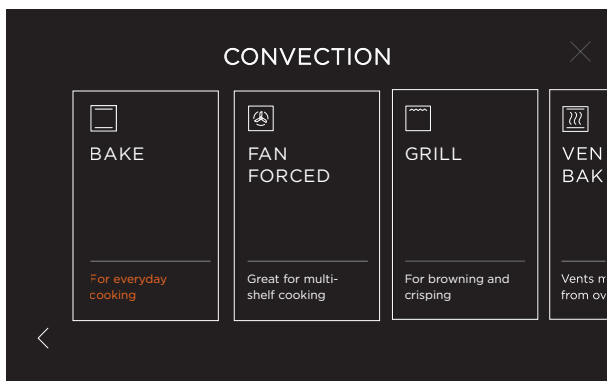 CONVECTION
BAKE
For everyday
cooking
FAN
FORCED
Great for multi-
shelf cooking
GRILL
For browning and
crisping
VEN
BAK
Vents
from